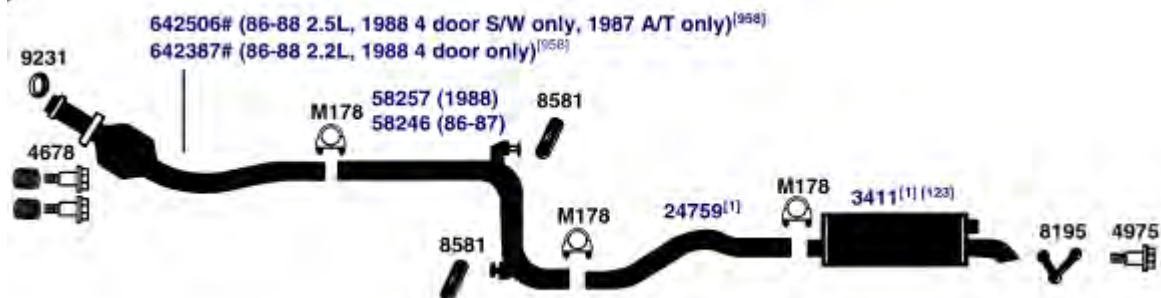 642506# (86-88 2.5L, 1988 4 door S/W only, 1987 A/T only)[958]
642387# (86-88 2.2L, 1988 4 door only)[958]
9231
M178
58257 (1988)
58246 (86-87)
8581
4678
M178
24759[1]
M178
3411[1] (123)
8581
8195
4975